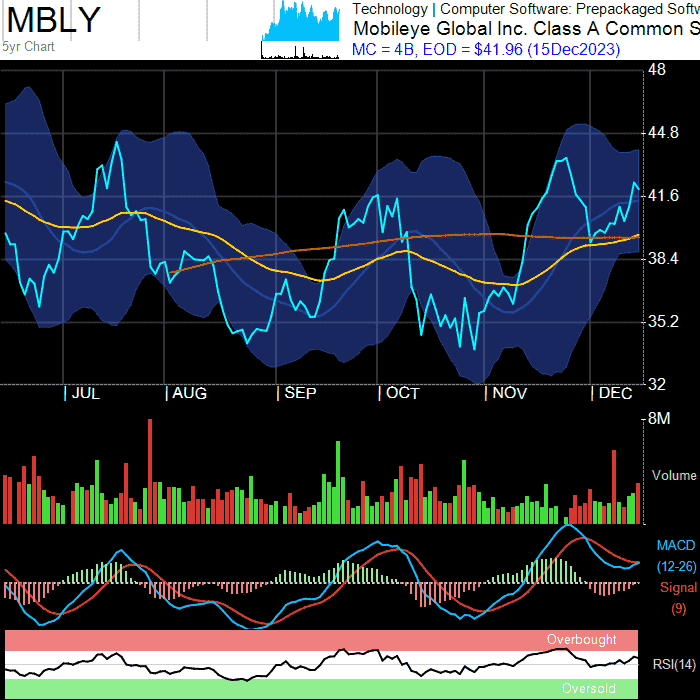 MBLY
5yr Chart
Technology | Computer Software: Prepackaged Softw
Mobileye Global Inc. Class A Common S
MC = 4B, EOD = $41.96 (15Dec2023)
48
44.8
41.6
38.4
35.2
32
| JUL | AUG | SEP | OCT | NOV | DEC
8M
Volume
MACD
(12-26)
Signal
(9)
Overbought
RSI(14)
Oversold